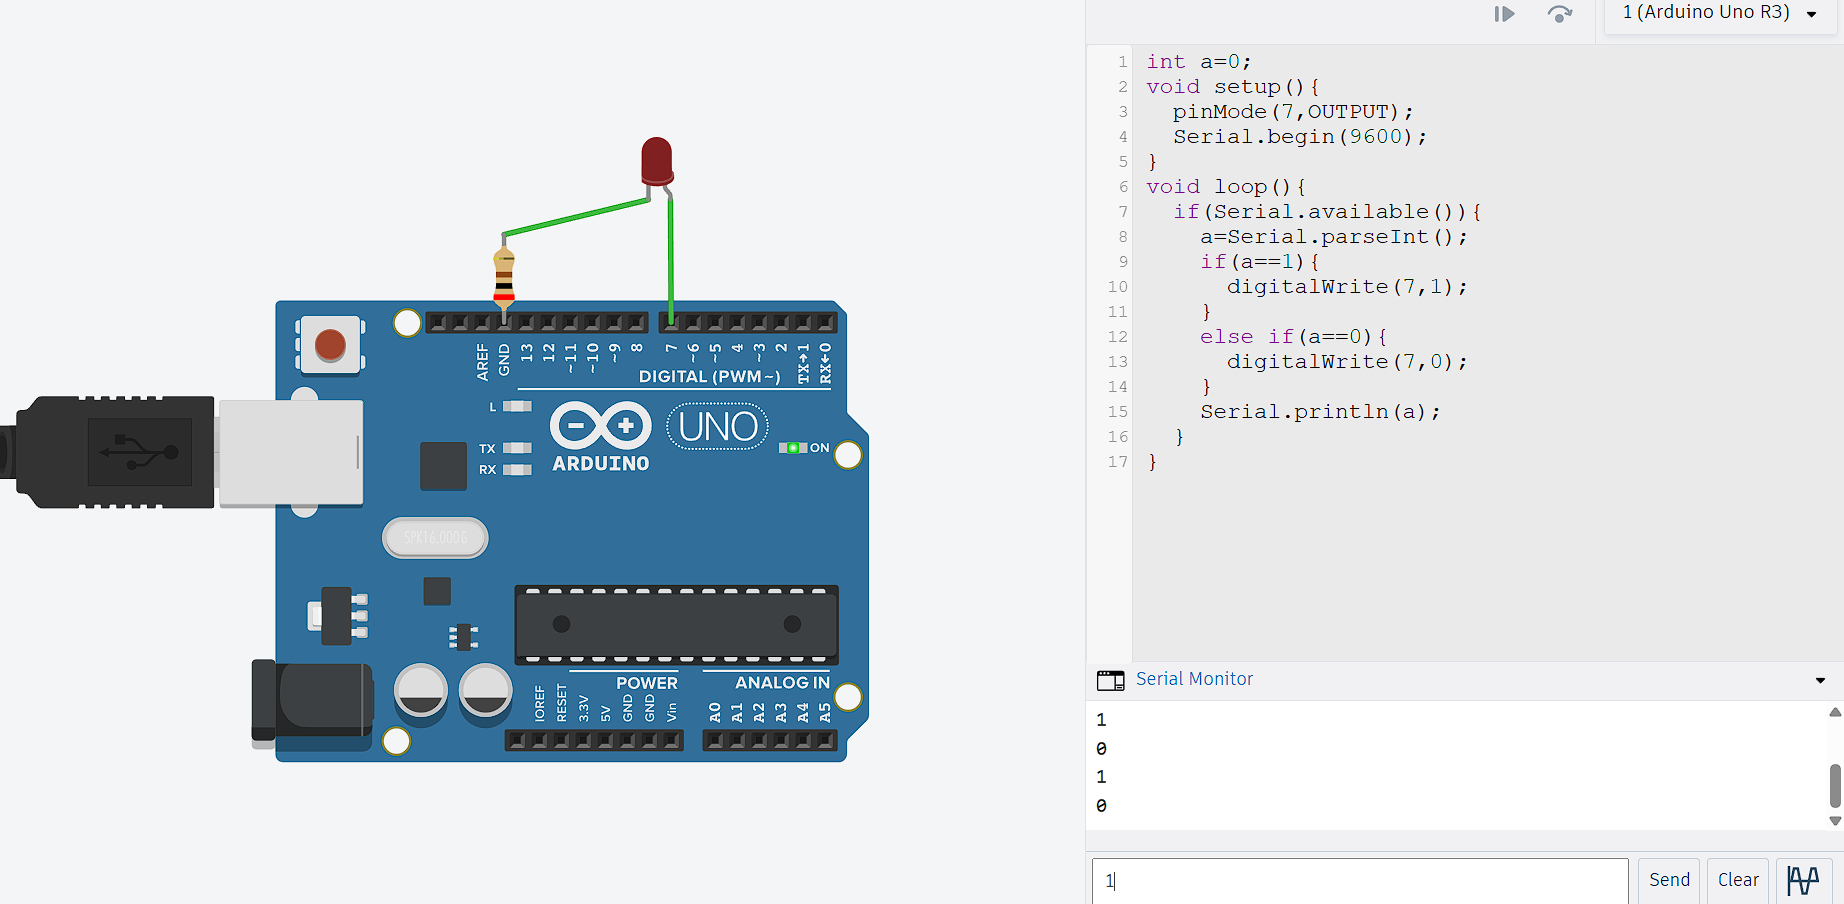 1 (Arduino Uno R3)
1 int a=0;
2 void setup(){
3 pinMode(7,OUTPUT);
4 Serial.begin(9600);
5 }
6 void loop(){
7 if(Serial.available()){
8 a=Serial.parseInt();
9 if(a==1){
10 digitalWrite(7,1);
11 }
12 else if(a==0){
13 digitalWrite(7,0);
14 }
15 Serial.println(a);
16 }
17 }
AREF
GND
13
12
~11
~10
~9
8
7
~6
~5
4
~3
2
TX→1
RX←0
DIGITAL (PWM~)
L
TX
RX
ARDUINO
UNO
ON
SPK16.000G
POWER
ANALOG IN
IOREF
RESET
3.3V
5V
GND
GND
Vin
A0
A1
A2
A3
A4
A5
Serial Monitor
1
0
1
0
1
Send
Clear